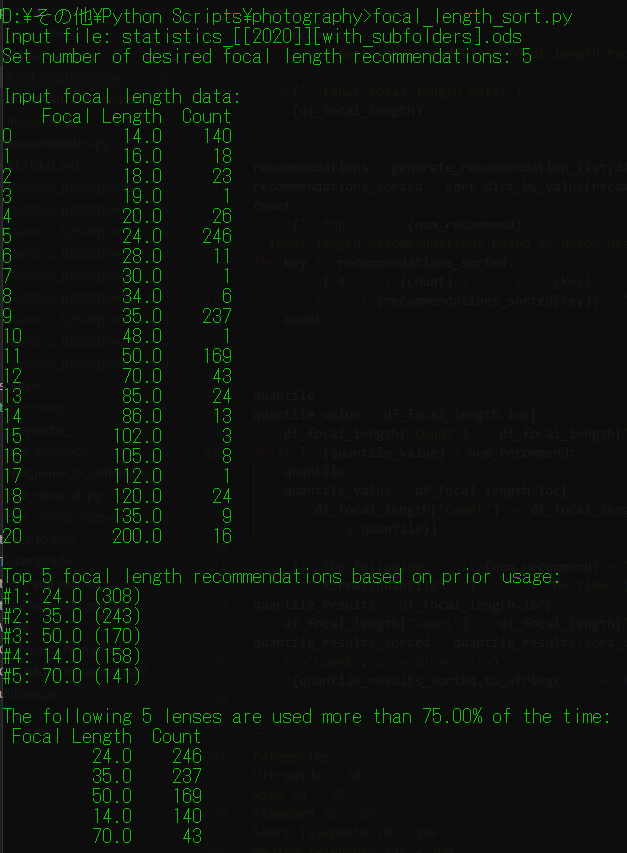 D:¥その他¥Python Scripts¥photography>focal_length_sort.py
Input file: statistics_[[2020]][with_subfolders].ods
Set number of desired focal length recommendations: 5
Input focal length data:
Focal Length Count
0 14.0 140
1 16.0 18
2 18.0 23
3 19.0 1
4 20.0 26
5 24.0 246
6 28.0 11
7 30.0 1
8 34.0 6
9 35.0 237
10 48.0 1
11 50.0 169
12 70.0 43
13 85.0 24
14 86.0 13
15 102.0 3
16 105.0 8
17 112.0 1
18 120.0 24
19 135.0 9
20 200.0 16
Top 5 focal length recommendations based on prior usage:
#1: 24.0 (308)
#2: 35.0 (243)
#3: 50.0 (170)
#4: 14.0 (158)
#5: 70.0 (141)
The following 5 lenses are used more than 75.00% of the time:
Focal Length Count
24.0 246
35.0 237
50.0 169
14.0 140
70.0 43